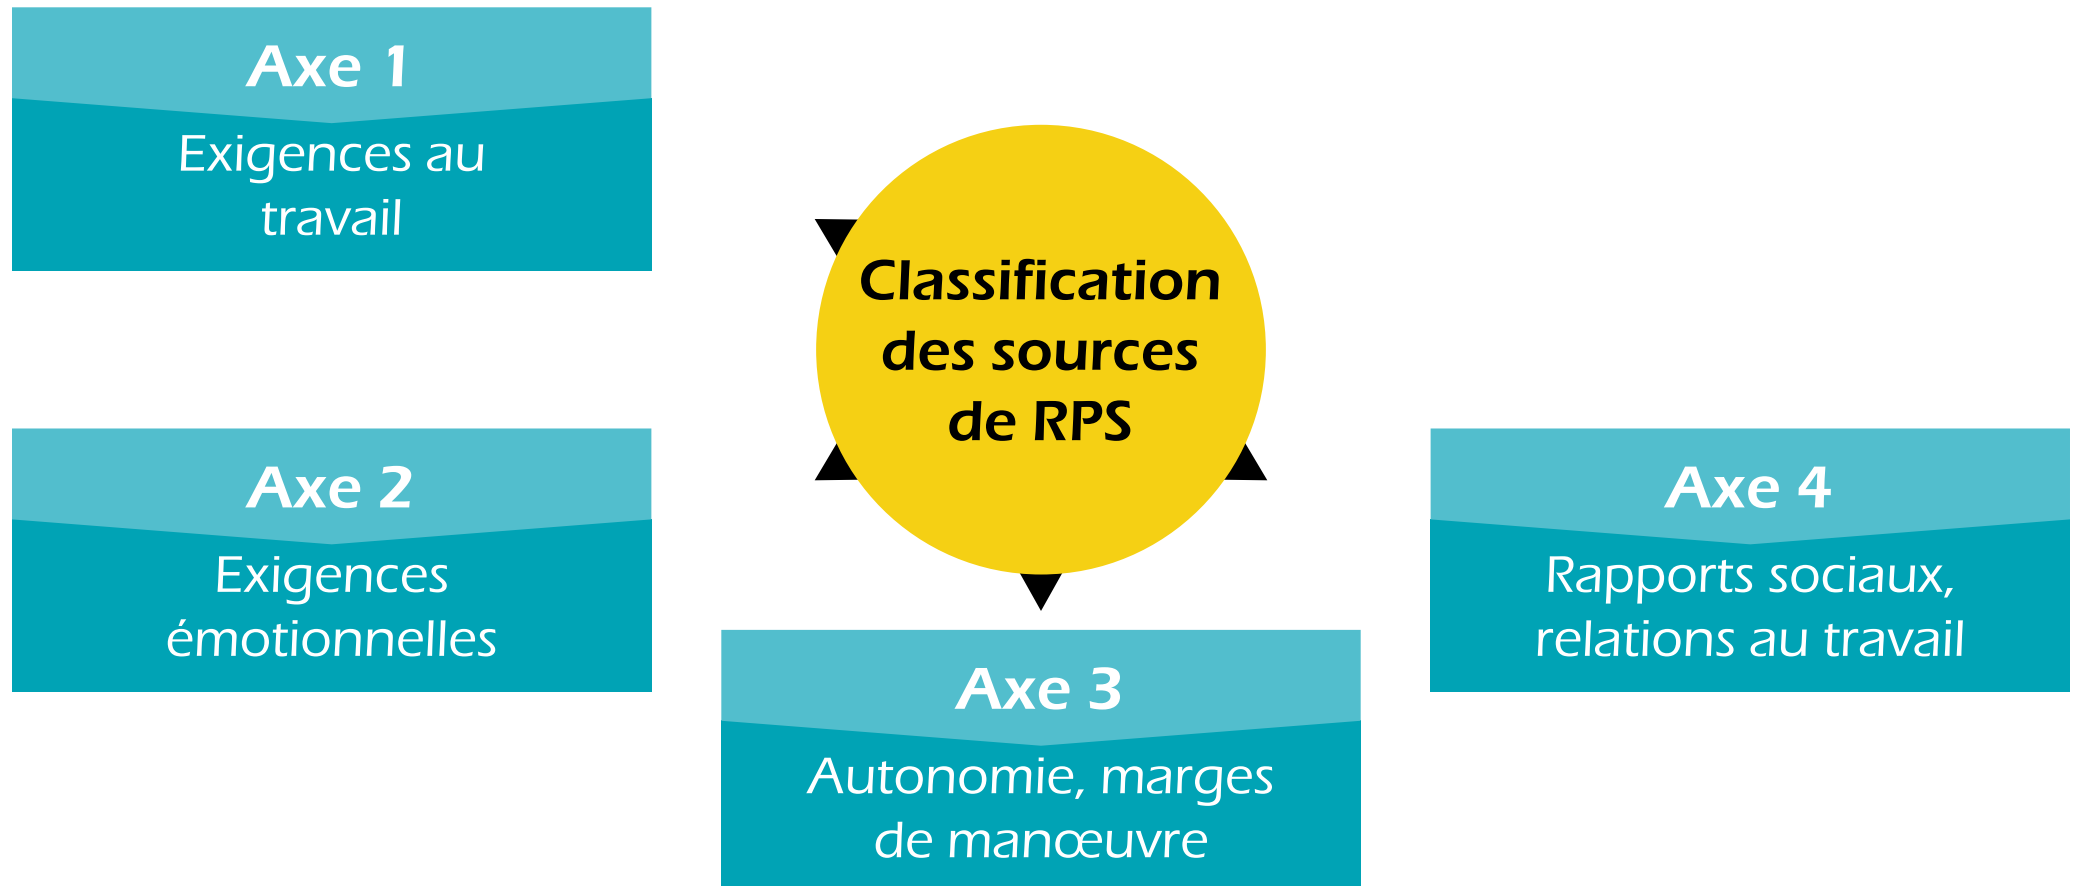 Axe 1
Exigences au
travail
Classification
des sources
de RPS
Axe 2
Exigences
émotionnelles
Axe 3
Autonomie, marges
de manœuvre
Axe 4
Rapports sociaux,
relations au travail